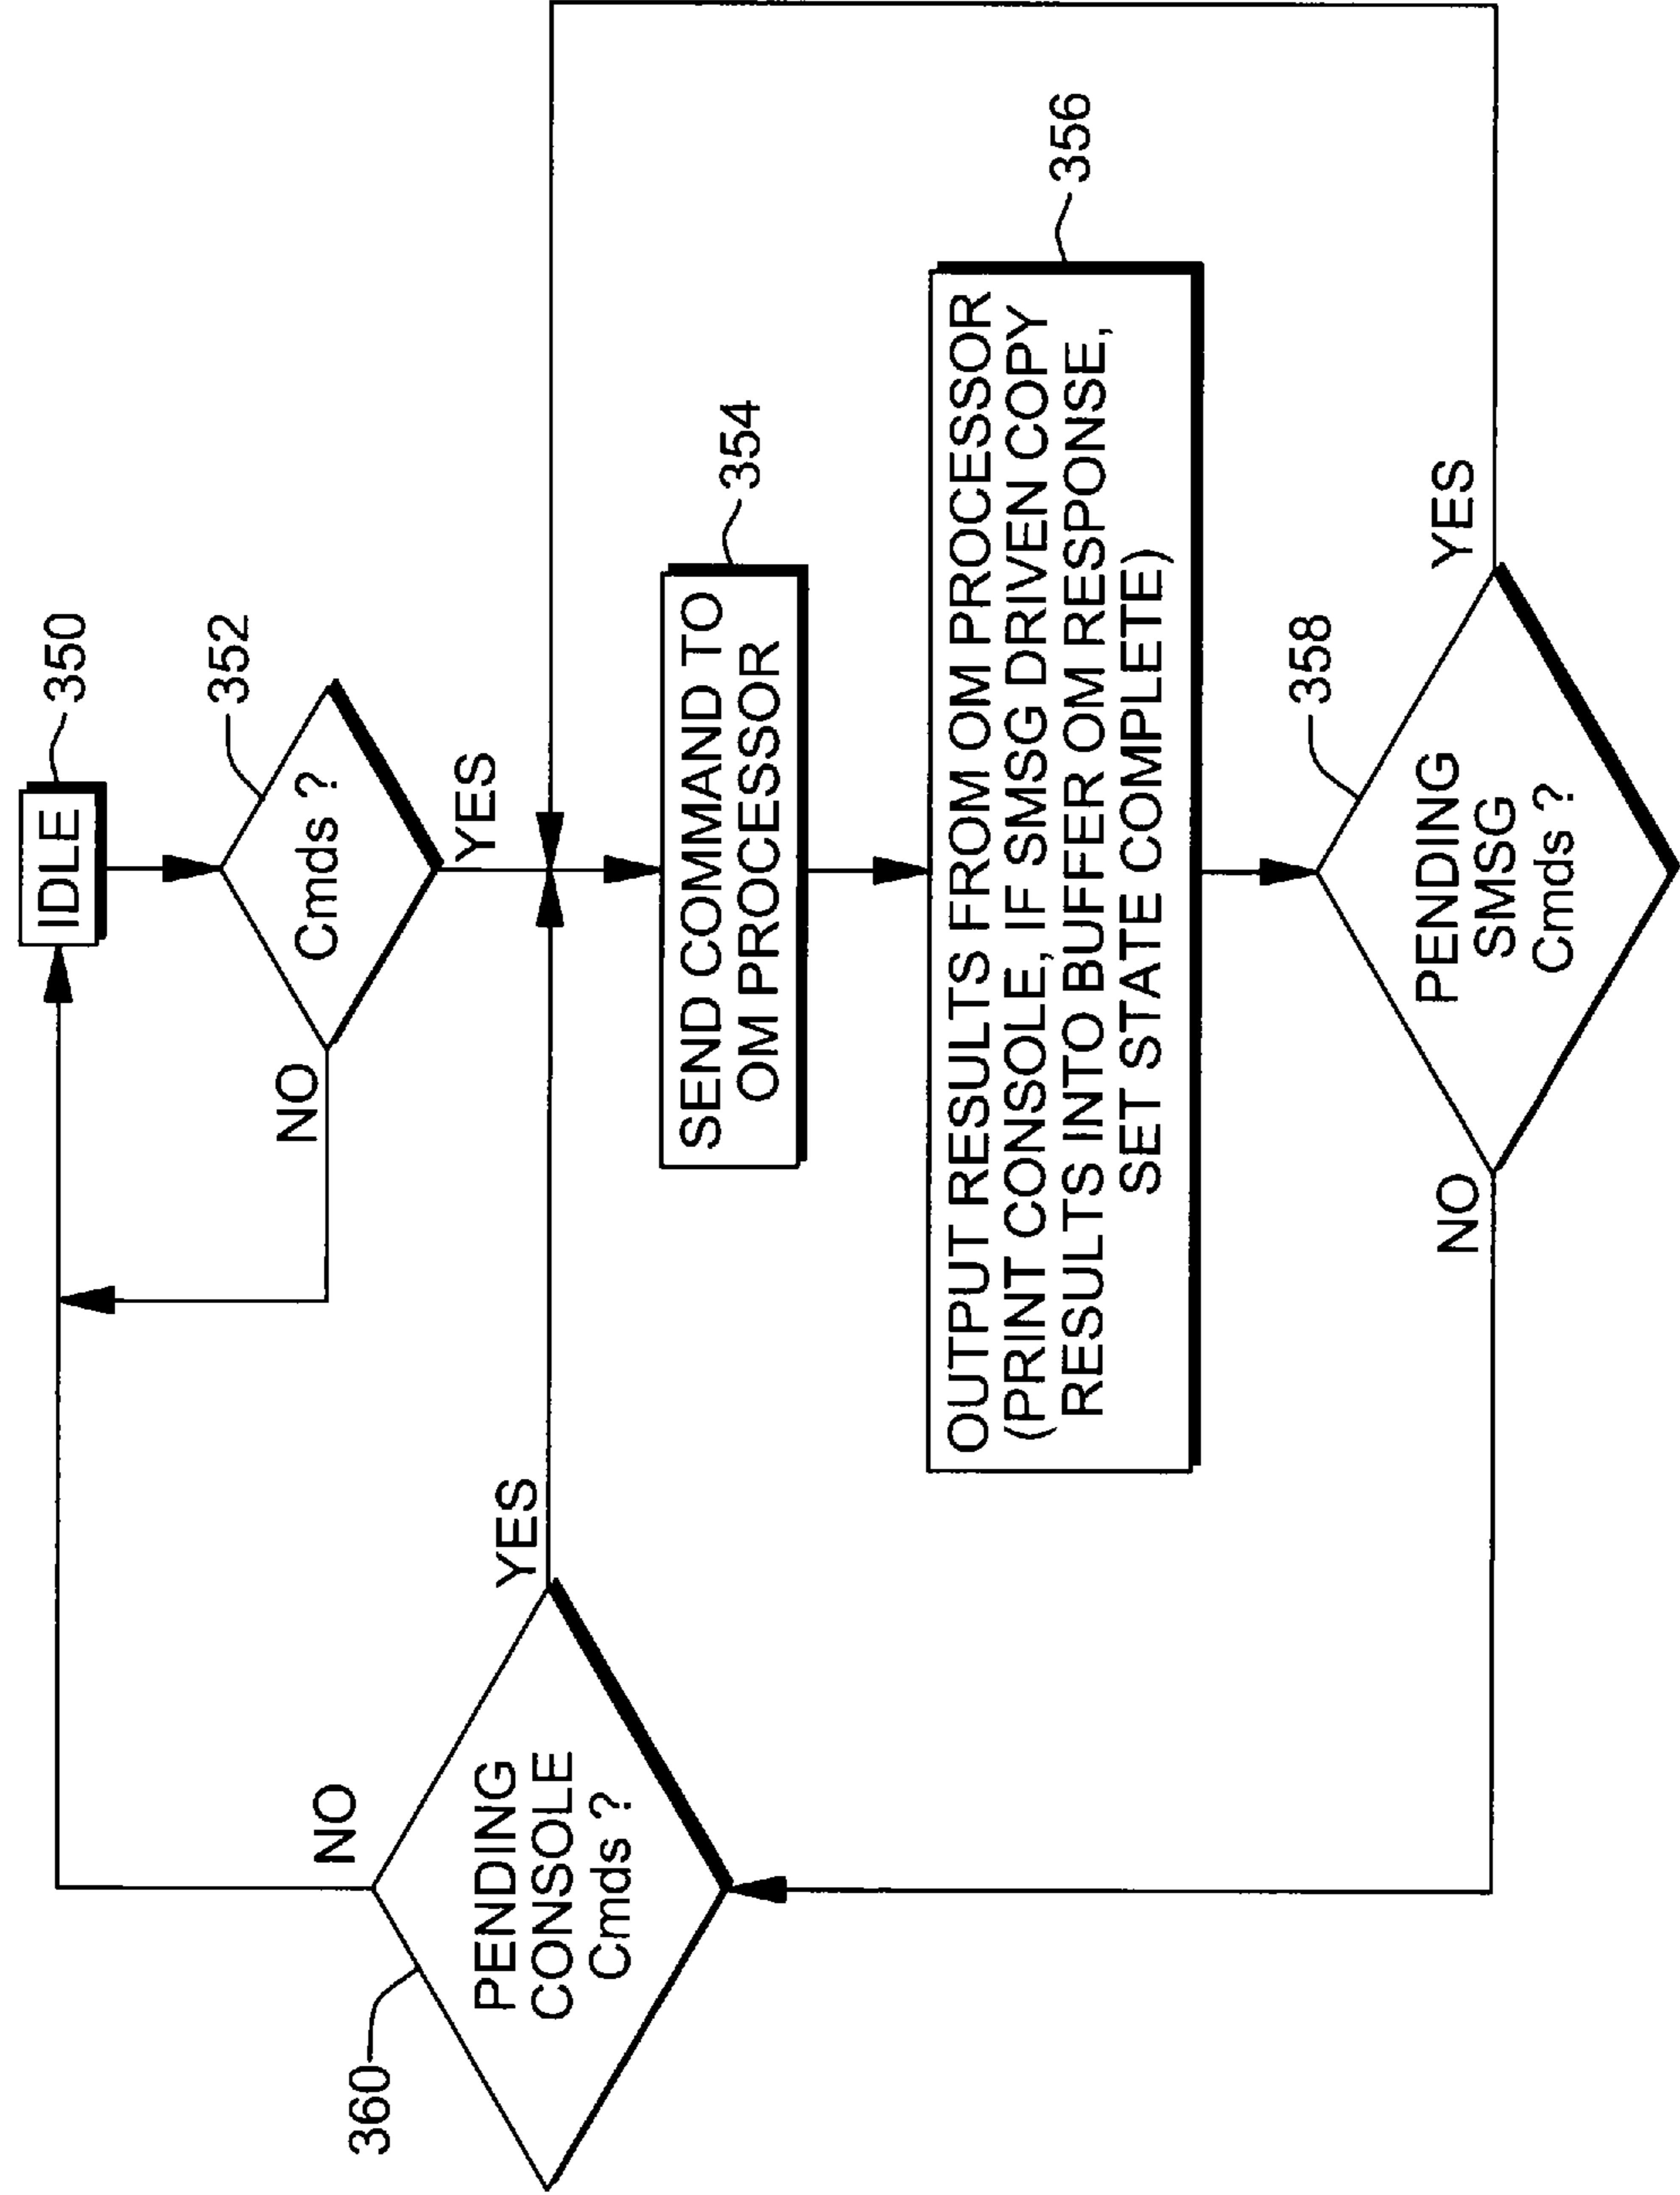 IDLE
350
352
Cmds ?
NO
YES
SEND COMMAND TO
OM PROCESSOR
354
OUTPUT RESULTS FROM OM PROCESSOR
(PRINT CONSOLE, IF SMSG DRIVEN COPY
RESULTS INTO BUFFER OM RESPONSE,
SET STATE COMPLETE)
356
358
PENDING
SMSG
Cmds ?
YES
NO
360
PENDING
CONSOLE
Cmds ?
NO
YES